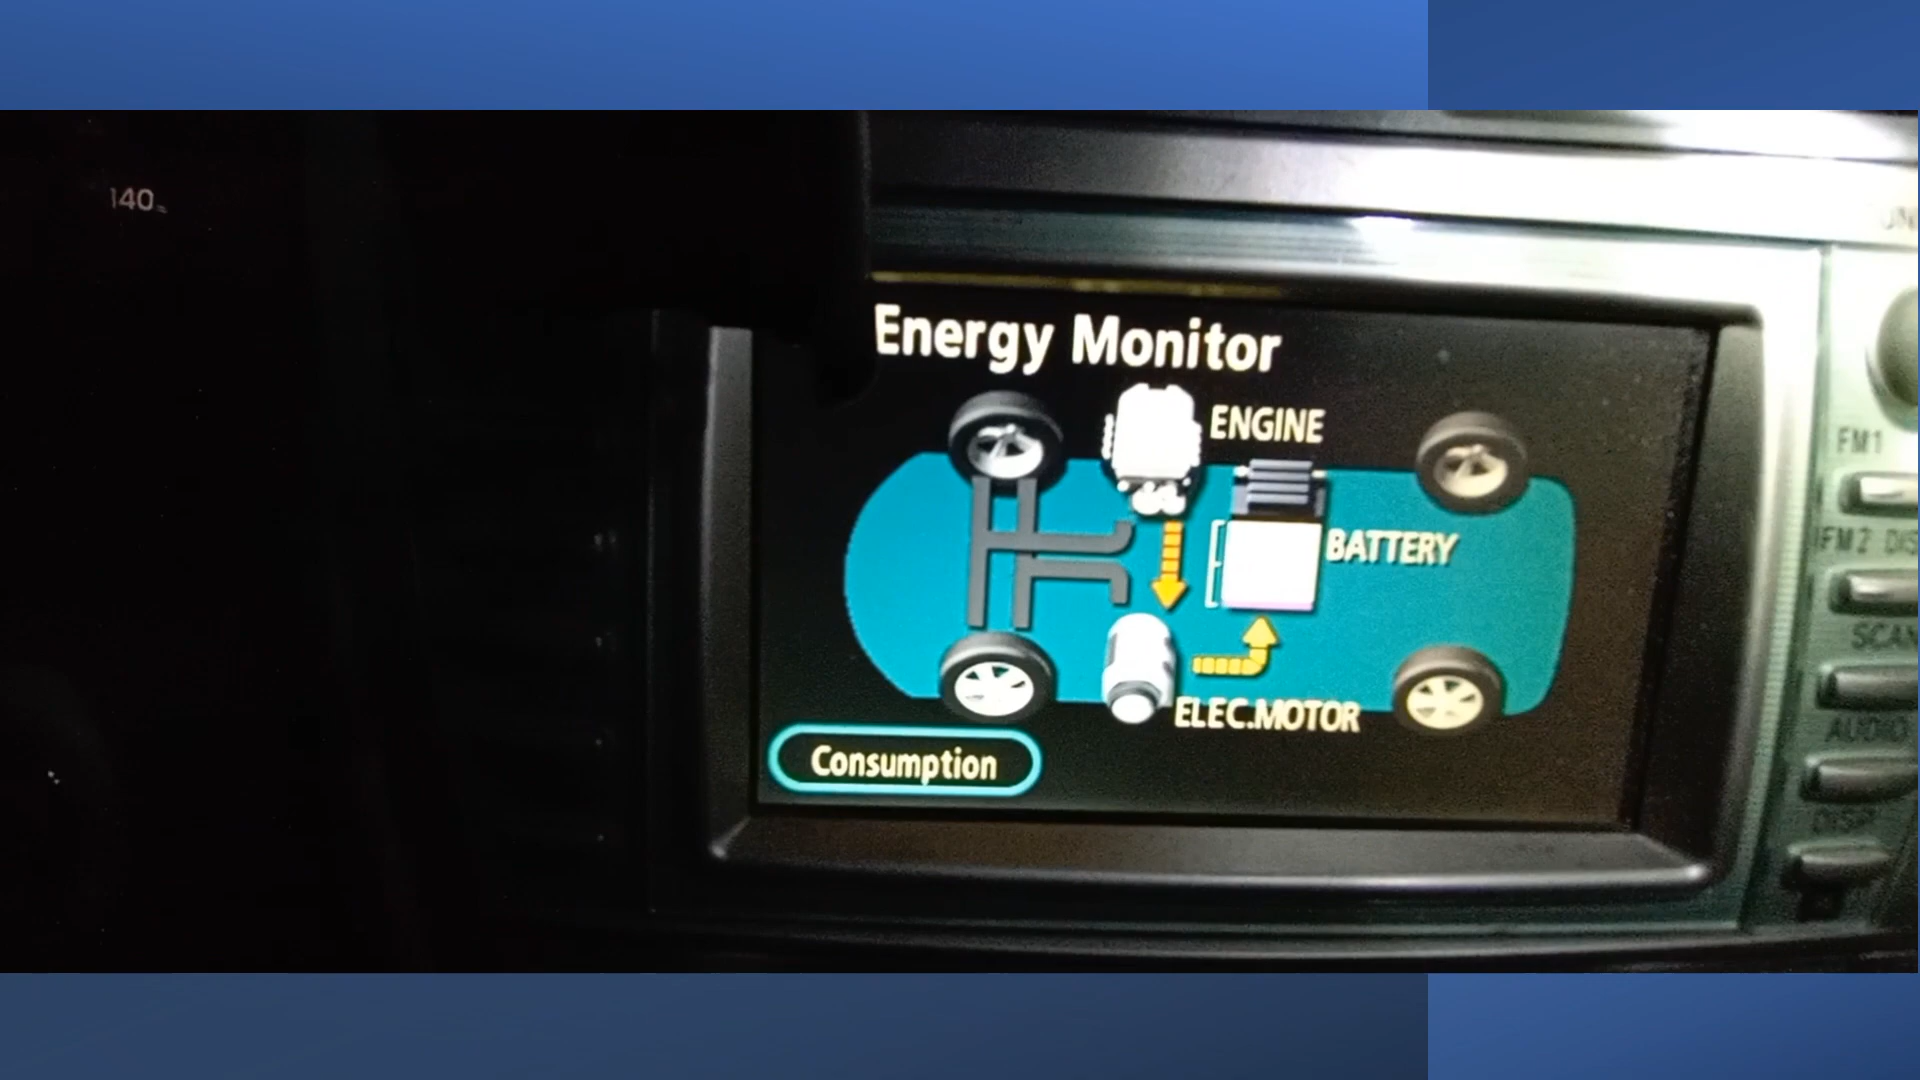 140
Energy Monitor
ENGINE
BATTERY
ELEC.MOTOR
Consumption
FM1
FM2
SCAN
AUDIO
DISP